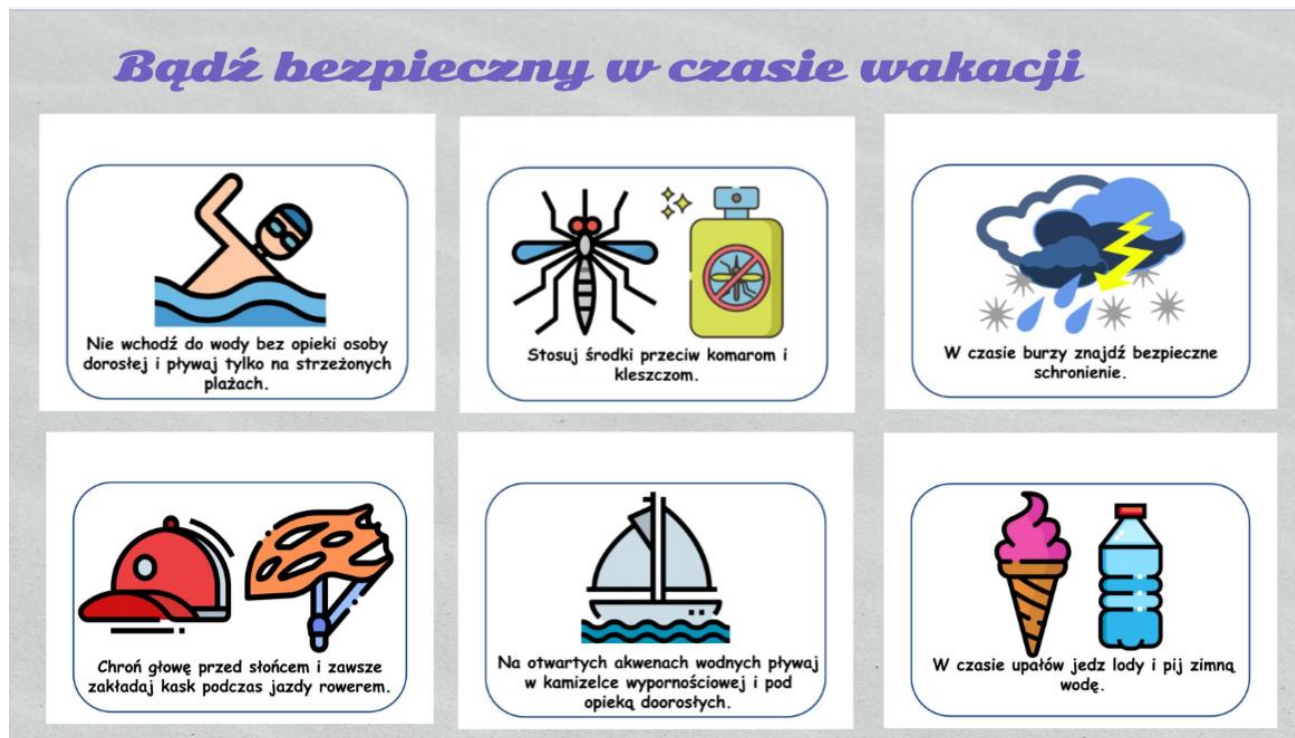 Bądź bezpieczny w czasie wakacji
Nie wchodź do wody bez opieki osoby
dorosłej i pływaj tylko na strzeżonych
plażach.
Stosuj środki przeciw komarom i
kleszczom.
W czasie burzy znajdź bezpieczne
schronienie.
Chroń głowę przed słońcem i zawsze
zakładaj kask podczas jazdy rowerem.
Na otwartych akwenach wodnych pływaj
w kamizelce wypornościowej i pod
opieką doorosłych.
W czasie upałów jedz lody i pij zimną
wodę.